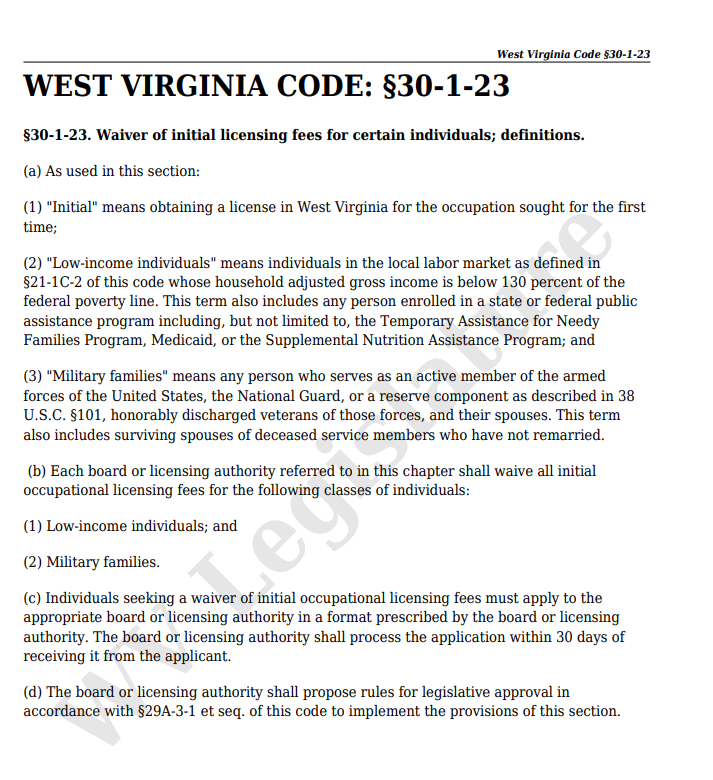 West Virginia Code §30-1-23
WEST VIRGINIA CODE: §30-1-23
§30-1-23. Waiver of initial licensing fees for certain individuals; definitions.
(a) As used in this section:
(1) "Initial" means obtaining a license in West Virginia for the occupation sought for the first
time;
(2) "Low-income individuals" means individuals in the local labor market as defined in
§21-1C-2 of this code whose household adjusted gross income is below 130 percent of the
federal poverty line. This term also includes any person enrolled in a state or federal public
assistance program including, but not limited to, the Temporary Assistance for Needy
Families Program, Medicaid, or the Supplemental Nutrition Assistance Program; and
(3) "Military families" means any person who serves as an active member of the armed
forces of the United States, the National Guard, or a reserve component as described in 38
U.S.C. §101, honorably discharged veterans of those forces, and their spouses. This term
also includes surviving spouses of deceased service members who have not remarried.
(b) Each board or licensing authority referred to in this chapter shall waive all initial
occupational licensing fees for the following classes of individuals:
(1) Low-income individuals; and
(2) Military families.
(c) Individuals seeking a waiver of initial occupational licensing fees must apply to the
appropriate board or licensing authority in a format prescribed by the board or licensing
authority. The board or licensing authority shall process the application within 30 days of
receiving it from the applicant.
(d) The board or licensing authority shall propose rules for legislative approval in
accordance with §29A-3-1 et seq. of this code to implement the provisions of this section.
WV Legislature